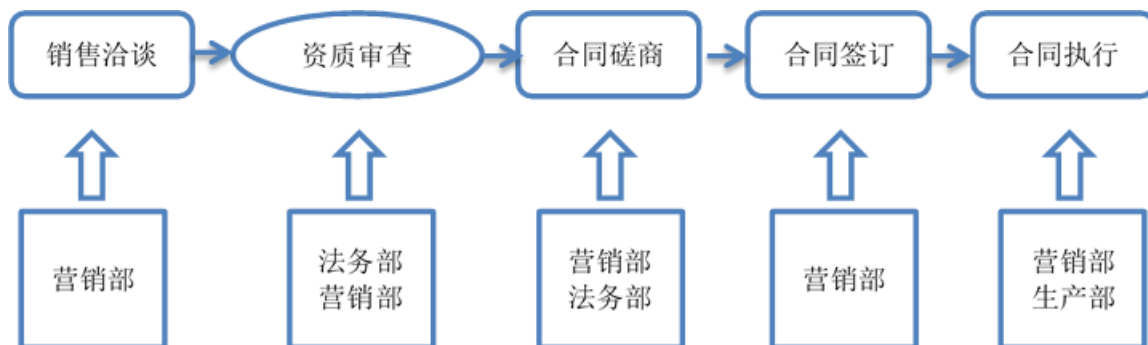 销售洽谈
资质审查
合同磋商
合同签订
合同执行
营销部
法务部
营销部
营销部
法务部
营销部
营销部
生产部